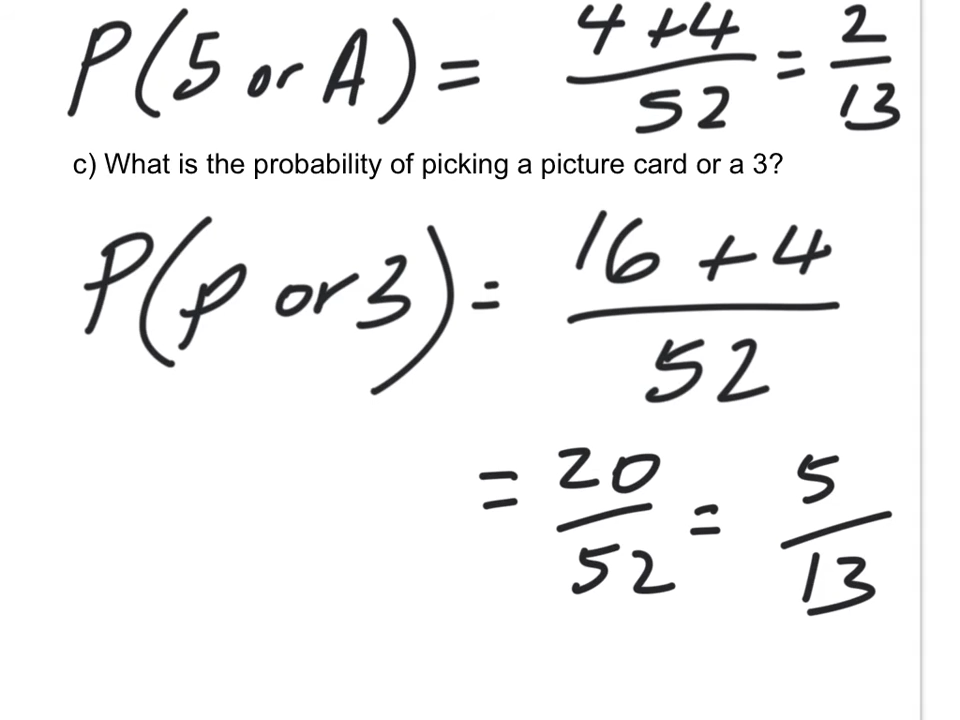 P(5 or A) = 4+4/52 = 2/13
c) What is the probability of picking a picture card or a 3?
P(p or 3) = 16+4/52
= 20/52 = 5/13